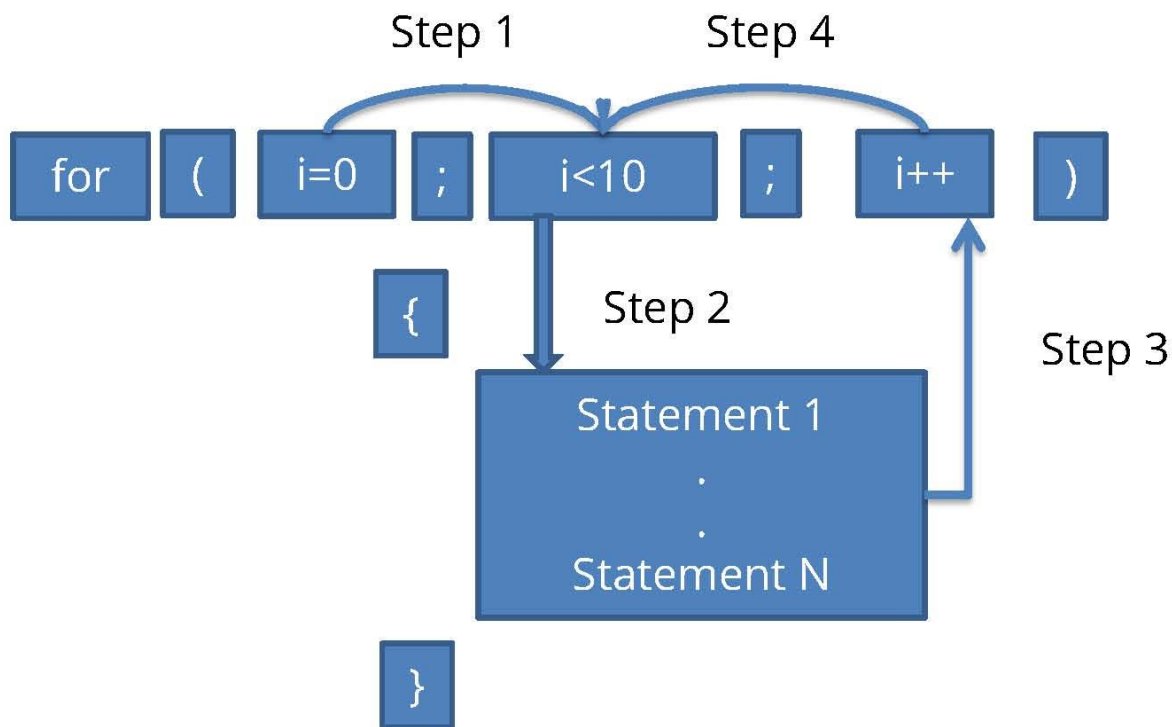 Step 1 Step 4
for ( i=0 ; i<10 ; i++ )
{
Step 2
Step 3
Statement 1
.
.
Statement N
}